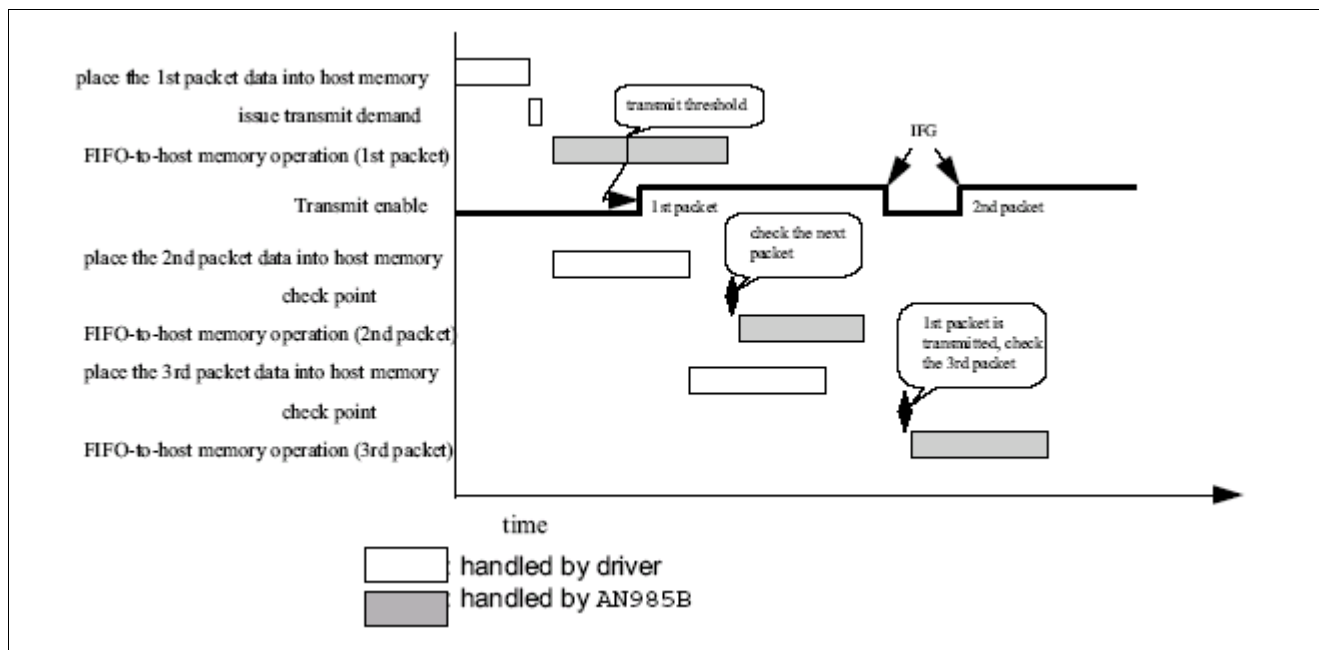 place the 1st packet data into host memory
issue transmit demand
transmit threshold
IFG
FIFO-to-host memory operation (1st packet)
Transmit enable
1st packet
2nd packet
check the next
packet
place the 2nd packet data into host memory
check point
FIFO-to-host memory operation (2nd packet)
1st packet is
transmitted, check
the 3rd packet
place the 3rd packet data into host memory
check point
FIFO-to-host memory operation (3rd packet)
time
: handled by driver
: handled by AN985B